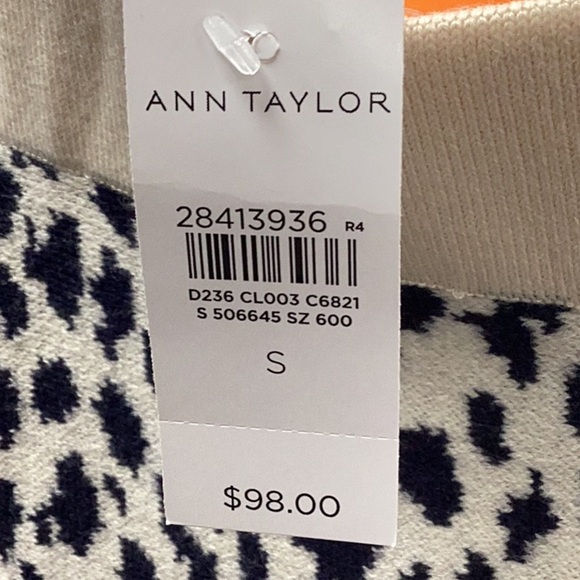 ANN TAYLOR
28413936 R4
D236 CL003 C6821
S 506645 SZ 600
S
$98.00